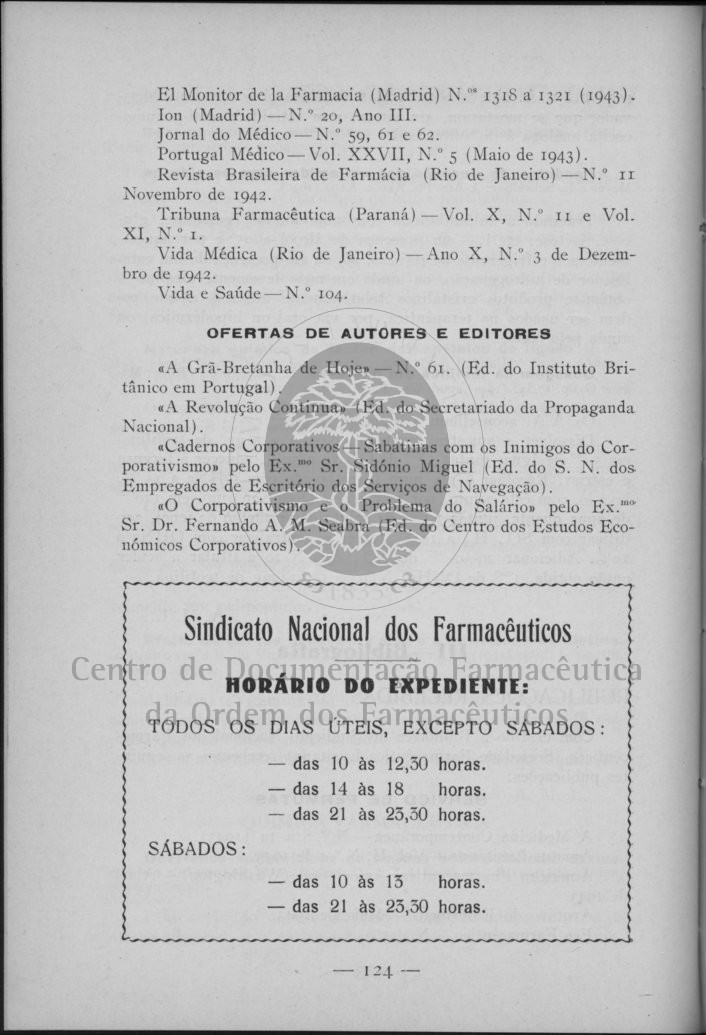 El Monitor de la Farmacia (Madrid) N.ᵒˢ 1318 a 1321 (1943).
Ion (Madrid) — N.º 20, Ano III.
Jornal do Médico — N.º 59, 61 e 62.
Portugal Médico — Vol. XXVII, N.º 5 (Maio de 1943).
Revista Brasileira de Farmácia (Rio de Janeiro) — N.º 11
Novembro de 1942.
Tribuna Farmacêutica (Paraná) — Vol. X, N.º 11 e Vol.
XI, N.º 1.
Vida Médica (Rio de Janeiro) — Ano X, N.º 3 de Dezem-
bro de 1942.
Vida e Saúde — N.º 104.
OFERTAS DE AUTORES E EDITORES
«A Grã-Bretanha de Hoje» — N.º 61. (Ed. do Instituto Bri-
tânico em Portugal).
«A Revolução Continua» (Ed. do Secretariado da Propaganda
Nacional).
«Cadernos Corporativos — Sabatinas com os Inimigos do Cor-
porativismo» pelo Ex.ᵐᵒ Sr. Sidónio Miguel (Ed. do S. N. dos
Empregados de Escritório dos Serviços de Navegação).
«O Corporativismo e o Problema do Salário» pelo Ex.ᵐᵒ
Sr. Dr. Fernando A. M. Seabra (Ed. do Centro dos Estudos Eco-
nómicos Corporativos).
1835
Sindicato Nacional dos Farmacêuticos
Centro de Documentação Farmacêutica
HORÁRIO DO EXPEDIENTE:
da Ordem dos Farmacêuticos
TODOS OS DIAS ÚTEIS, EXCEPTO SÁBADOS:
— das 10 às 12,30 horas.
— das 14 às 18 horas.
— das 21 às 23,30 horas.
SÁBADOS:
— das 10 às 13 horas.
— das 21 às 23,30 horas.
— 124 —